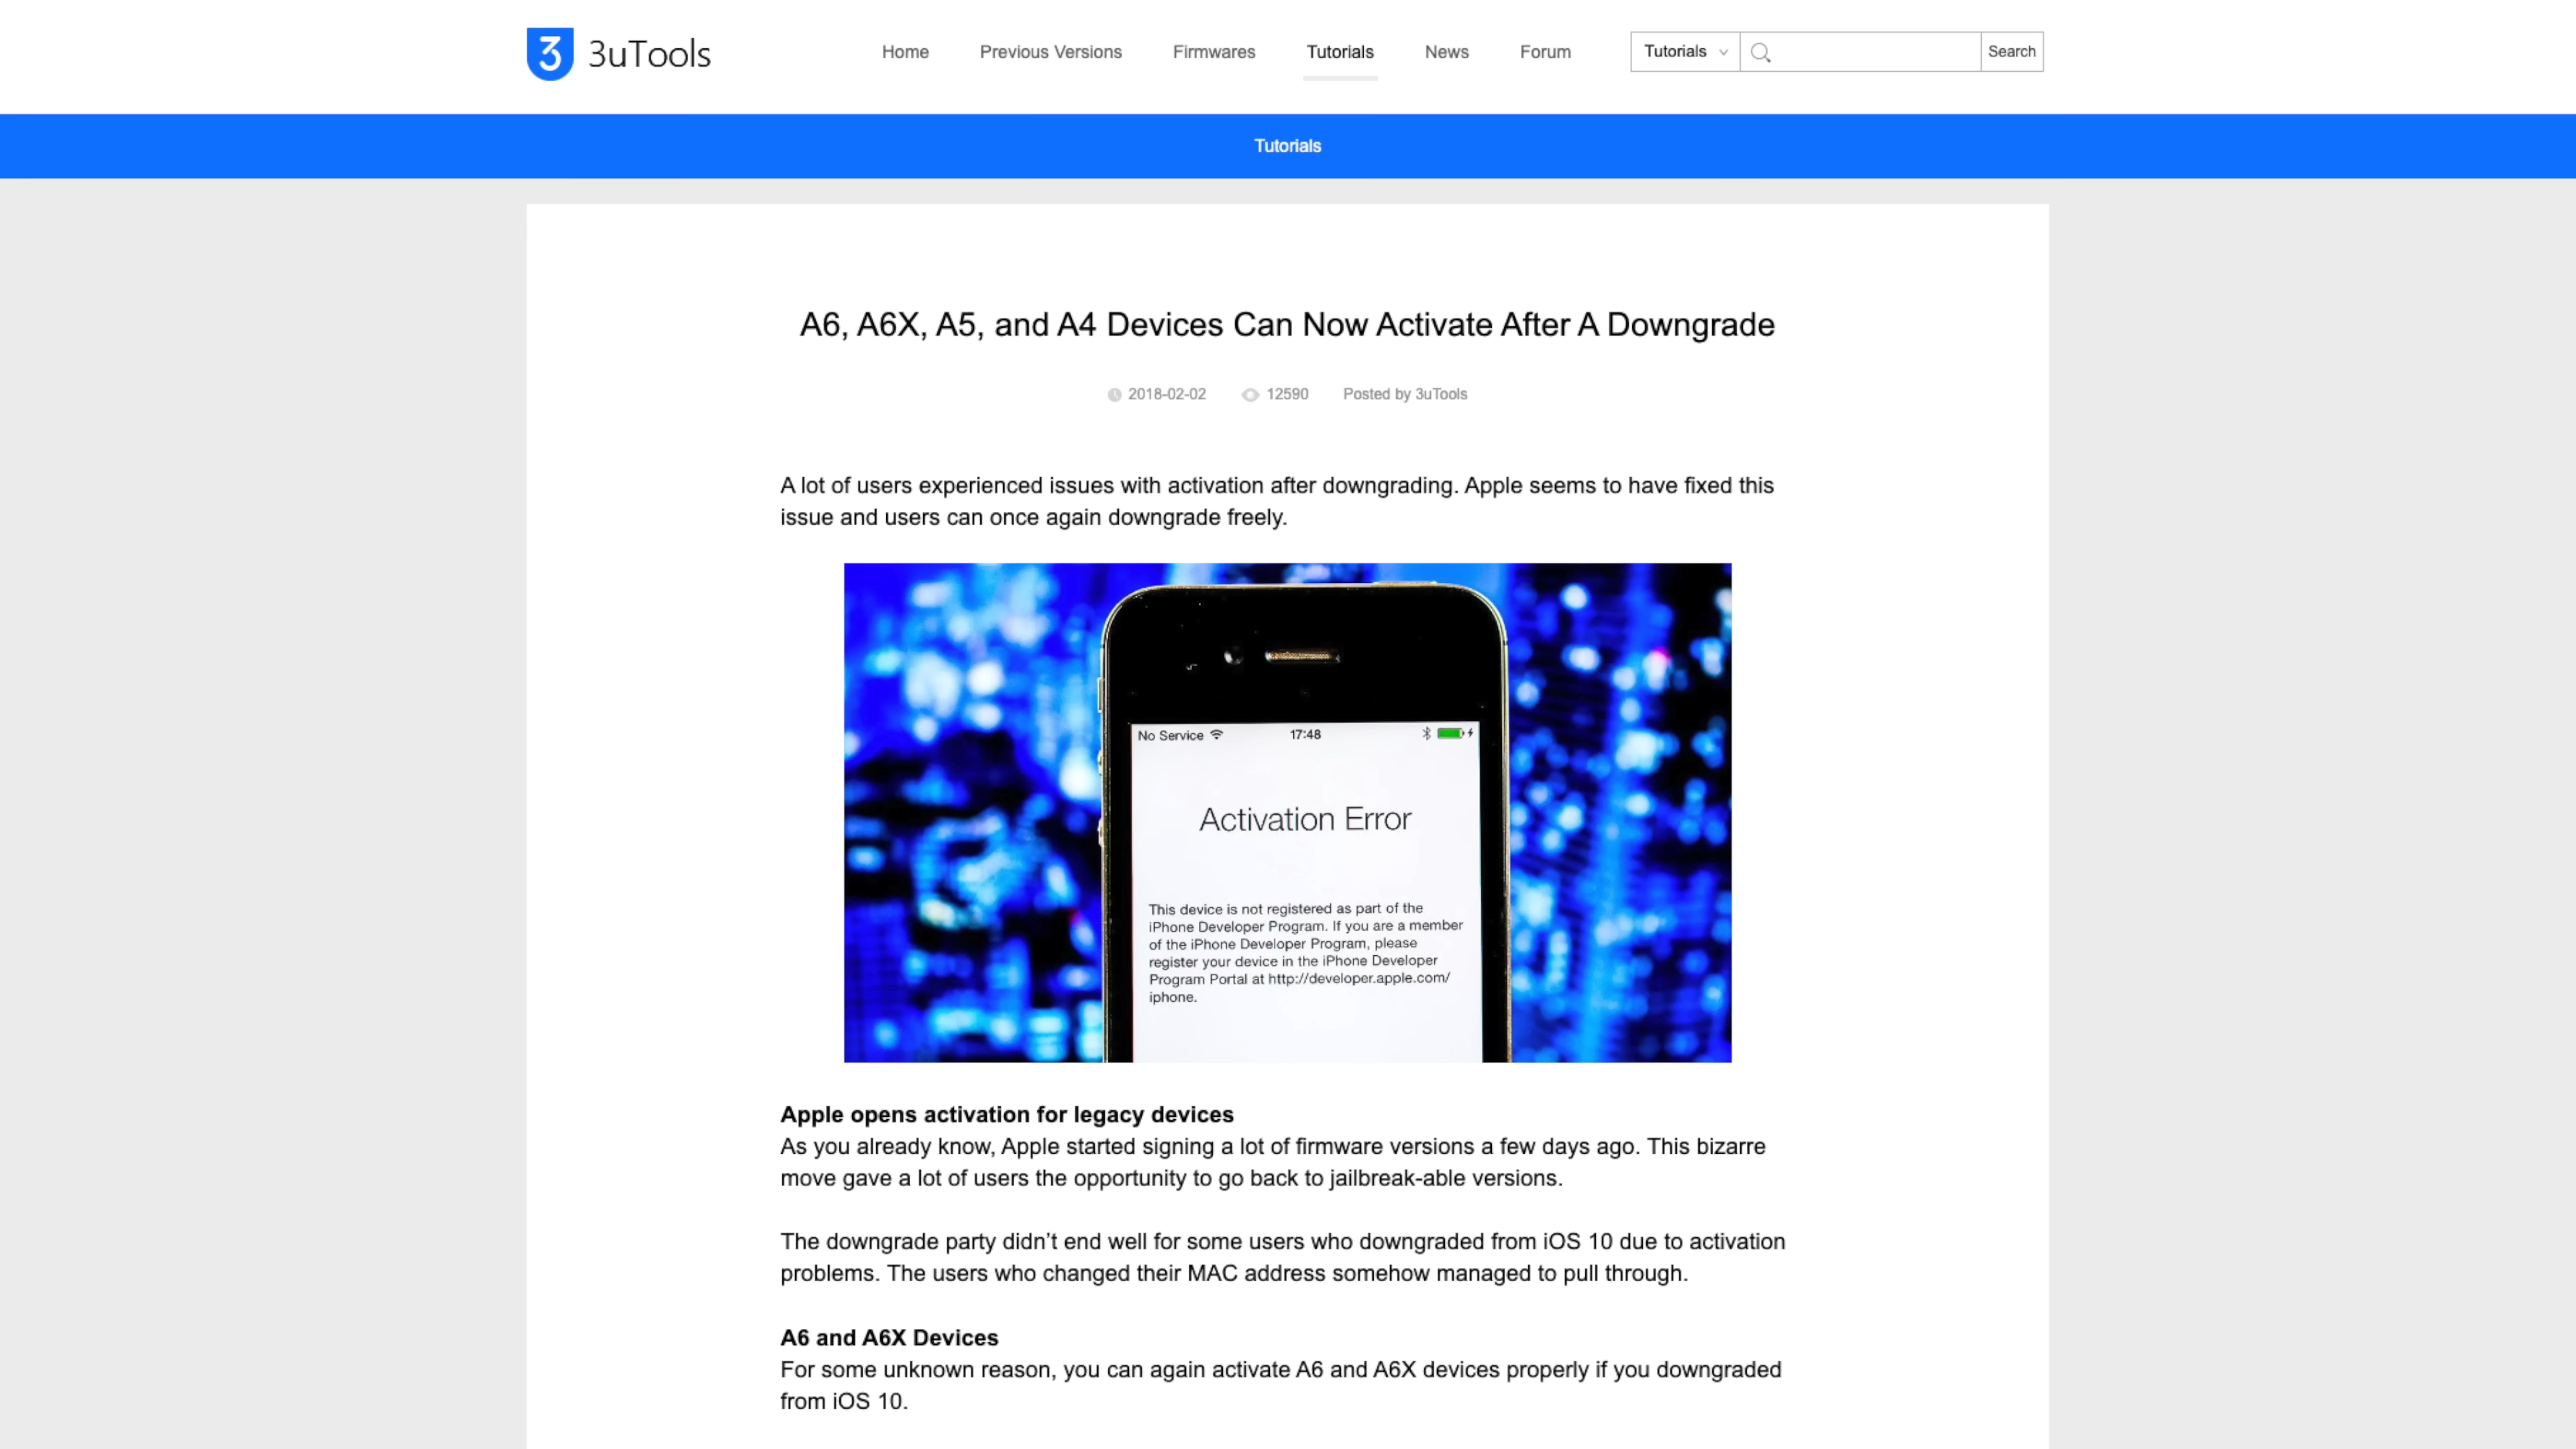 3uTools
Home Previous Versions Firmwares Tutorials News Forum Tutorials Search
Tutorials
A6, A6X, A5, and A4 Devices Can Now Activate After A Downgrade
2018-02-02 12590 Posted by 3uTools
A lot of users experienced issues with activation after downgrading. Apple seems to have fixed this
issue and users can once again downgrade freely.
No Service 17:48
Activation Error
This device is not registered as part of the
iPhone Developer Program. If you are a member
of the iPhone Developer Program, please
register your device in the iPhone Developer
Program Portal at http://developer.apple.com/
iphone.
Apple opens activation for legacy devices
As you already know, Apple started signing a lot of firmware versions a few days ago. This bizarre
move gave a lot of users the opportunity to go back to jailbreak-able versions.
The downgrade party didn’t end well for some users who downgraded from iOS 10 due to activation
problems. The users who changed their MAC address somehow managed to pull through.
A6 and A6X Devices
For some unknown reason, you can again activate A6 and A6X devices properly if you downgraded
from iOS 10.